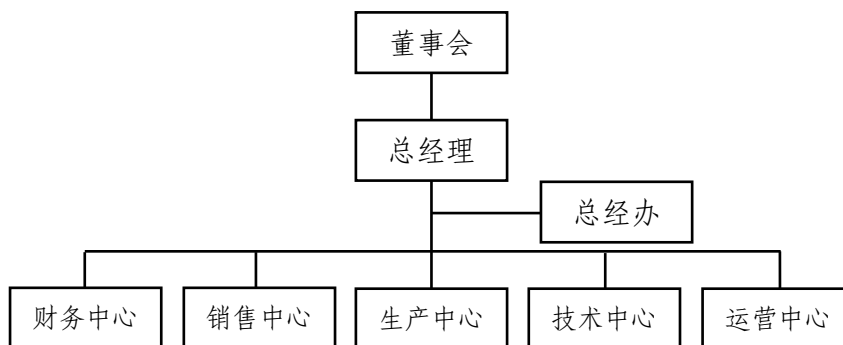 董事会
总经理
总经办
财务中心
销售中心
生产中心
技术中心
运营中心